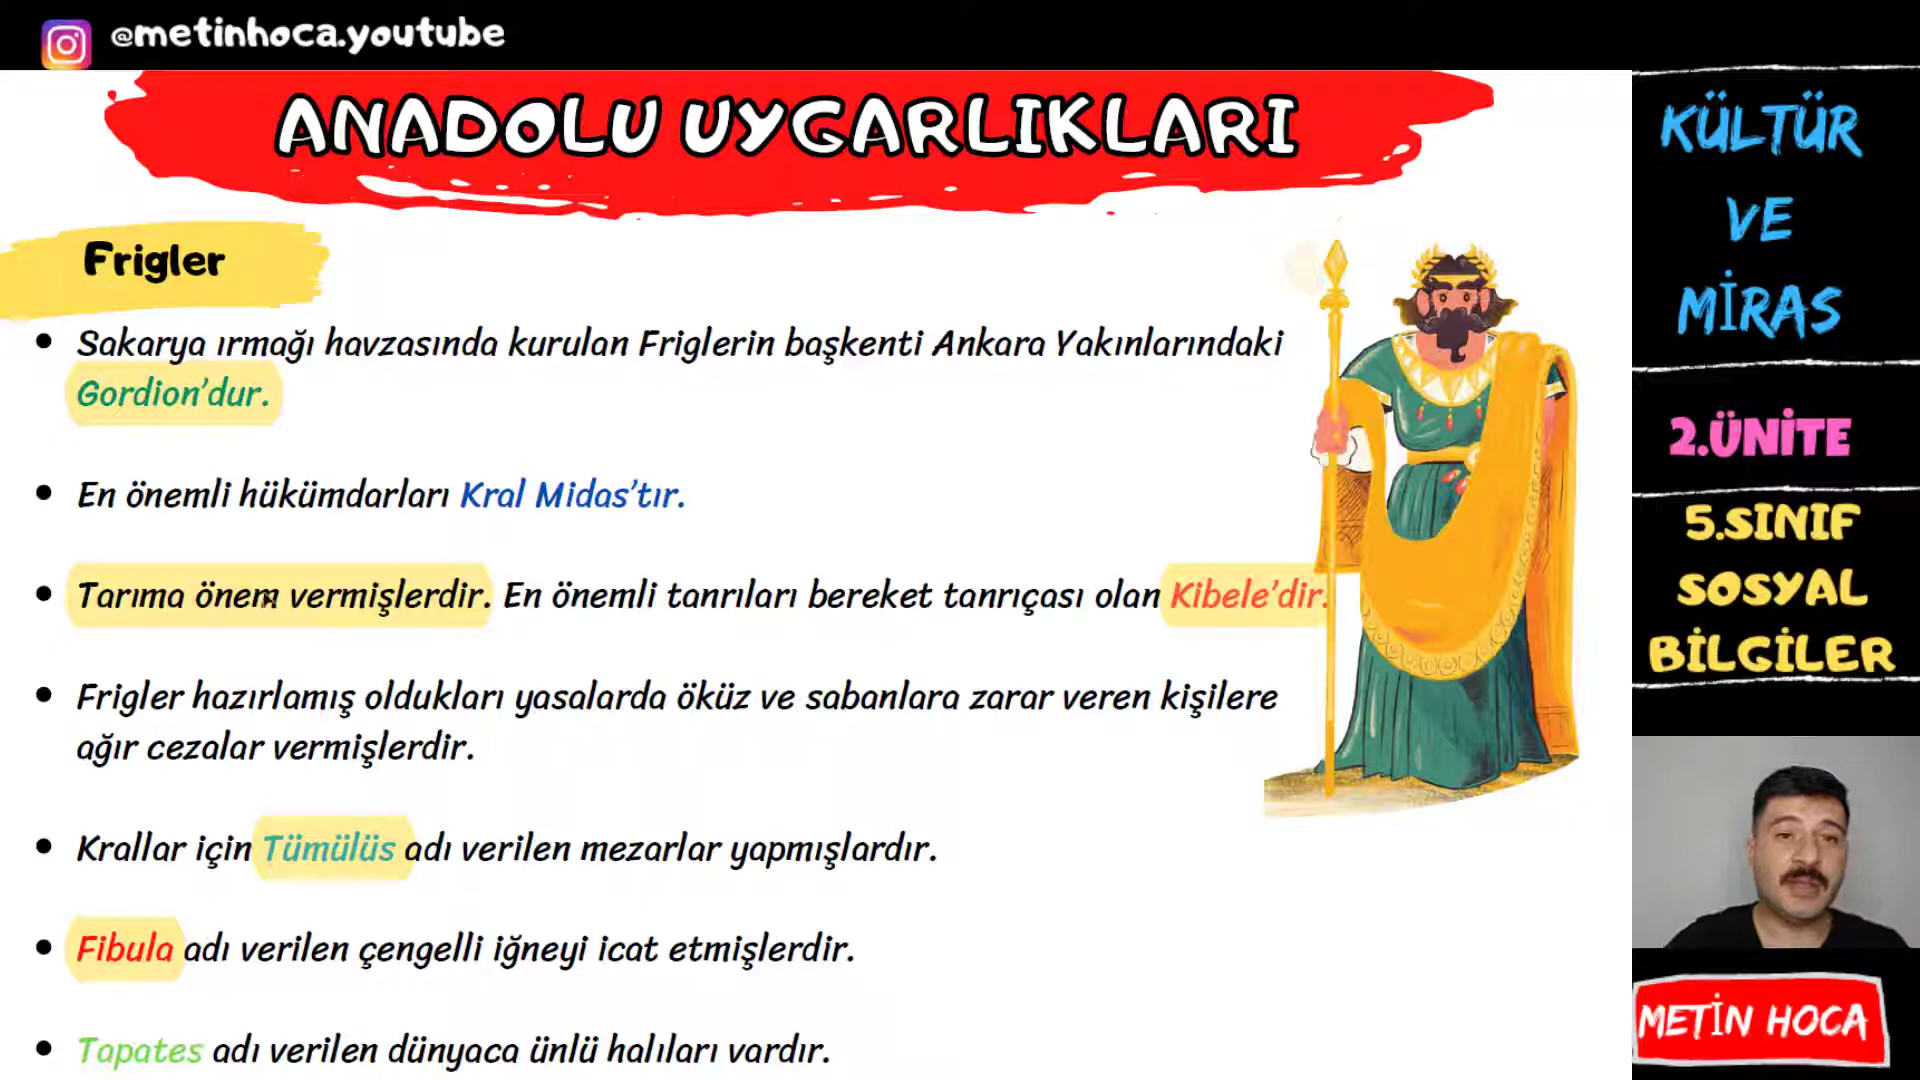 @metinhoca.youtube
ANADOLU UYGARLIKLARI
Frigler
• Sakarya ırmağı havzasında kurulan Friglerin başkenti Ankara Yakınlarındaki
Gordion'dur.
• En önemli hükümdarları Kral Midas'tır.
• Tarıma önem vermişlerdir. En önemli tanrıları bereket tanrıçası olan Kibele'dir.
• Frigler hazırlamış oldukları yasalarda öküz ve sabanlara zarar veren kişilere
ağır cezalar vermişlerdir.
• Krallar için Tümülüs adı verilen mezarlar yapmışlardır.
• Fibula adı verilen çengelli iğneyi icat etmişlerdir.
• Tapates adı verilen dünyaca ünlü halıları vardır.
KÜLTÜR
VE
MİRAS
2.ÜNİTE
5.SINIF
SOSYAL
BİLGİLER
METİN HOCA